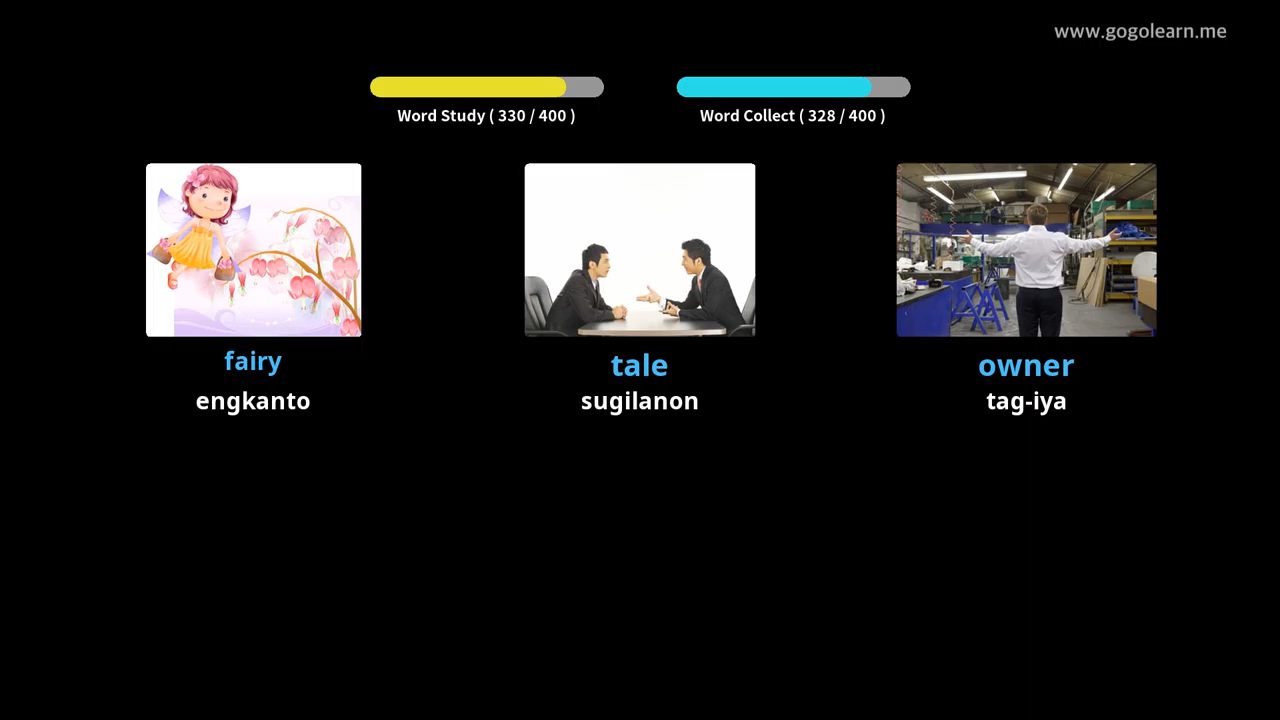 www.gogolearn.me
Word Study ( 330 / 400 )
Word Collect ( 328 / 400 )
fairy
engkanto
tale
sugilanon
owner
tag-iya